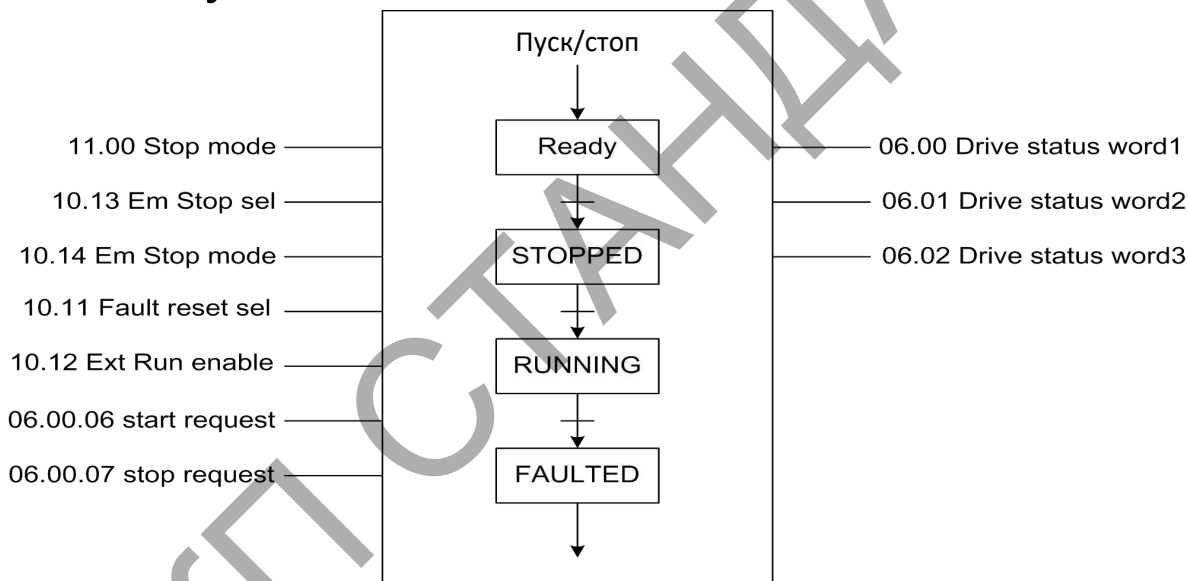 Пуск/стоп
11.00 Stop mode
10.13 Em Stop sel
10.14 Em Stop mode
10.11 Fault reset sel
10.12 Ext Run enable
06.00.06 start request
06.00.07 stop request
Ready
STOPPED
RUNNING
FAULTED
06.00 Drive status word1
06.01 Drive status word2
06.02 Drive status word3